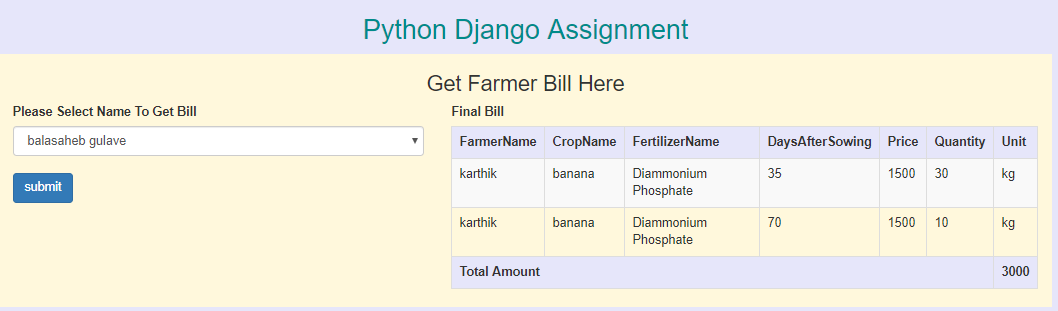 Python Django Assignment
Get Farmer Bill Here
Please Select Name To Get Bill
balasaheb gulave
submit
Final Bill
FarmerName CropName FertilizerName DaysAfterSowing Price Quantity Unit
karthik banana Diammonium Phosphate 35 1500 30 kg
karthik banana Diammonium Phosphate 70 1500 10 kg
Total Amount 3000